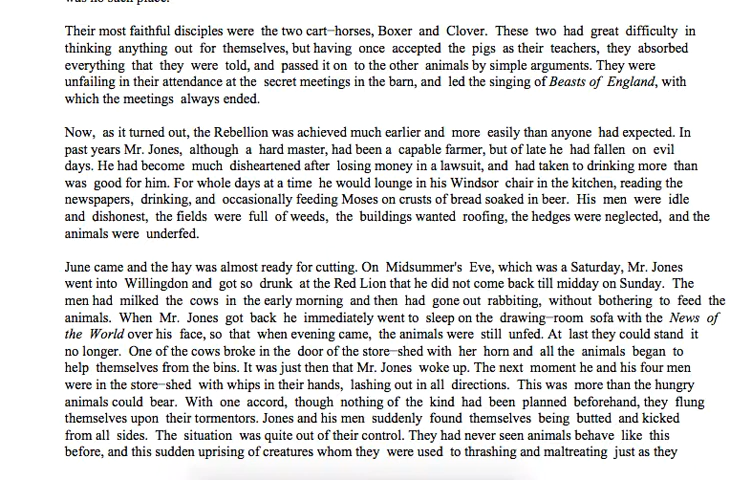 was no such place.
Their most faithful disciples were the two cart-horses, Boxer and Clover. These two had great difficulty in
thinking anything out for themselves, but having once accepted the pigs as their teachers, they absorbed
everything that they were told, and passed it on to the other animals by simple arguments. They were
unfailing in their attendance at the secret meetings in the barn, and led the singing of Beasts of England, with
which the meetings always ended.
Now, as it turned out, the Rebellion was achieved much earlier and more easily than anyone had expected. In
past years Mr. Jones, although a hard master, had been a capable farmer, but of late he had fallen on evil
days. He had become much disheartened after losing money in a lawsuit, and had taken to drinking more than
was good for him. For whole days at a time he would lounge in his Windsor chair in the kitchen, reading the
newspapers, drinking, and occasionally feeding Moses on crusts of bread soaked in beer. His men were idle
and dishonest, the fields were full of weeds, the buildings wanted roofing, the hedges were neglected, and the
animals were underfed.
June came and the hay was almost ready for cutting. On Midsummer's Eve, which was a Saturday, Mr. Jones
went into Willingdon and got so drunk at the Red Lion that he did not come back till midday on Sunday. The
men had milked the cows in the early morning and then had gone out rabbiting, without bothering to feed the
animals. When Mr. Jones got back he immediately went to sleep on the drawing-room sofa with the News of
the World over his face, so that when evening came, the animals were still unfed. At last they could stand it
no longer. One of the cows broke in the door of the store-shed with her horn and all the animals began to
help themselves from the bins. It was just then that Mr. Jones woke up. The next moment he and his four men
were in the store-shed with whips in their hands, lashing out in all directions. This was more than the hungry
animals could bear. With one accord, though nothing of the kind had been planned beforehand, they flung
themselves upon their tormentors. Jones and his men suddenly found themselves being butted and kicked
from all sides. The situation was quite out of their control. They had never seen animals behave like this
before, and this sudden uprising of creatures whom they were used to thrashing and maltreating just as they